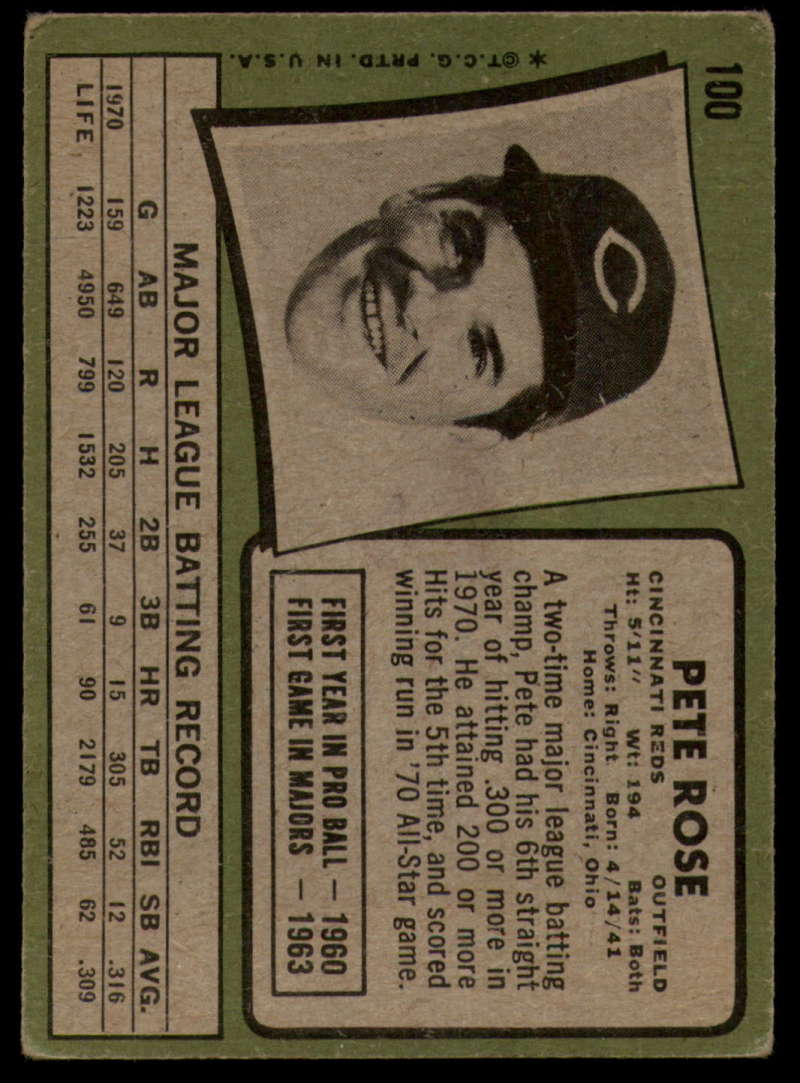 100
*©T.C.G. PRTD. IN U.S.A.
C
PETE ROSE
CINCINNATI REDS OUTFIELD
Ht: 5'11" Wt: 194 Bats: Both
Throws: Right Born: 4/14/41
Home: Cincinnati, Ohio
A two-time major league batting
champ, Pete had his 6th straight
year of hitting .300 or more in
1970. He attained 200 or more
Hits for the 5th time, and scored
winning run in '70 All-Star game.
FIRST YEAR IN PRO BALL — 1960
FIRST GAME IN MAJORS — 1963
MAJOR LEAGUE BATTING RECORD
G AB R H 2B 3B HR TB RBI SB AVG.
1970 159 649 120 205 37 9 15 305 52 12 .316
LIFE 1223 4950 799 1532 255 61 90 2179 485 62 .309